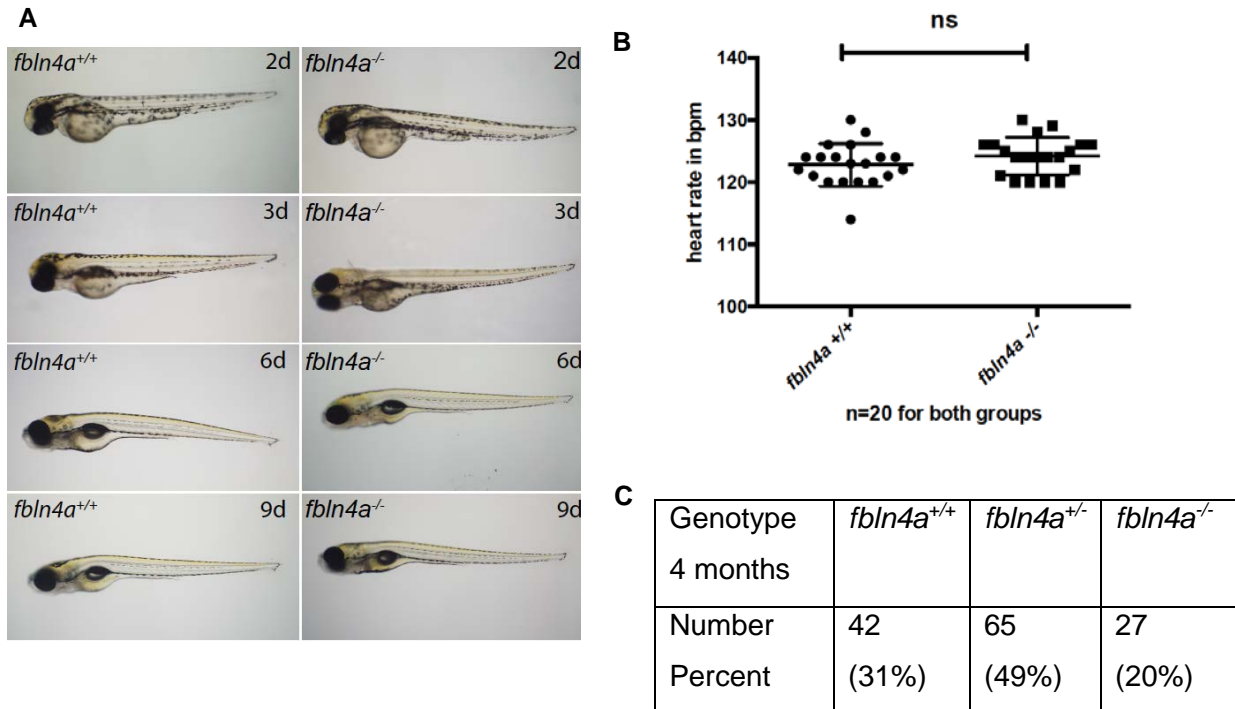 A
fbln4a+/+ 2d
fbln4a-/- 2d
fbln4a+/+ 3d
fbln4a-/- 3d
fbln4a+/+ 6d
fbln4a-/- 6d
fbln4a+/+ 9d
fbln4a-/- 9d
B
ns
heart rate in bpm
140
130
120
110
100
fbln4a +/+
fbln4a -/-
n=20 for both groups
C
Genotype fbln4a+/+ fbln4a+/- fbln4a-/-
4 months
Number 42 65 27
Percent (31%) (49%) (20%)